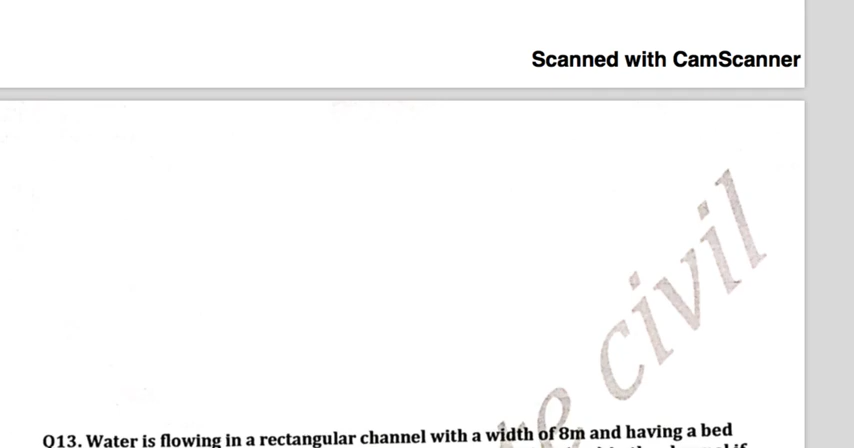 Scanned with CamScanner
civil
Q13. Water is flowing in a rectangular channel with a width of 8m and having a bed